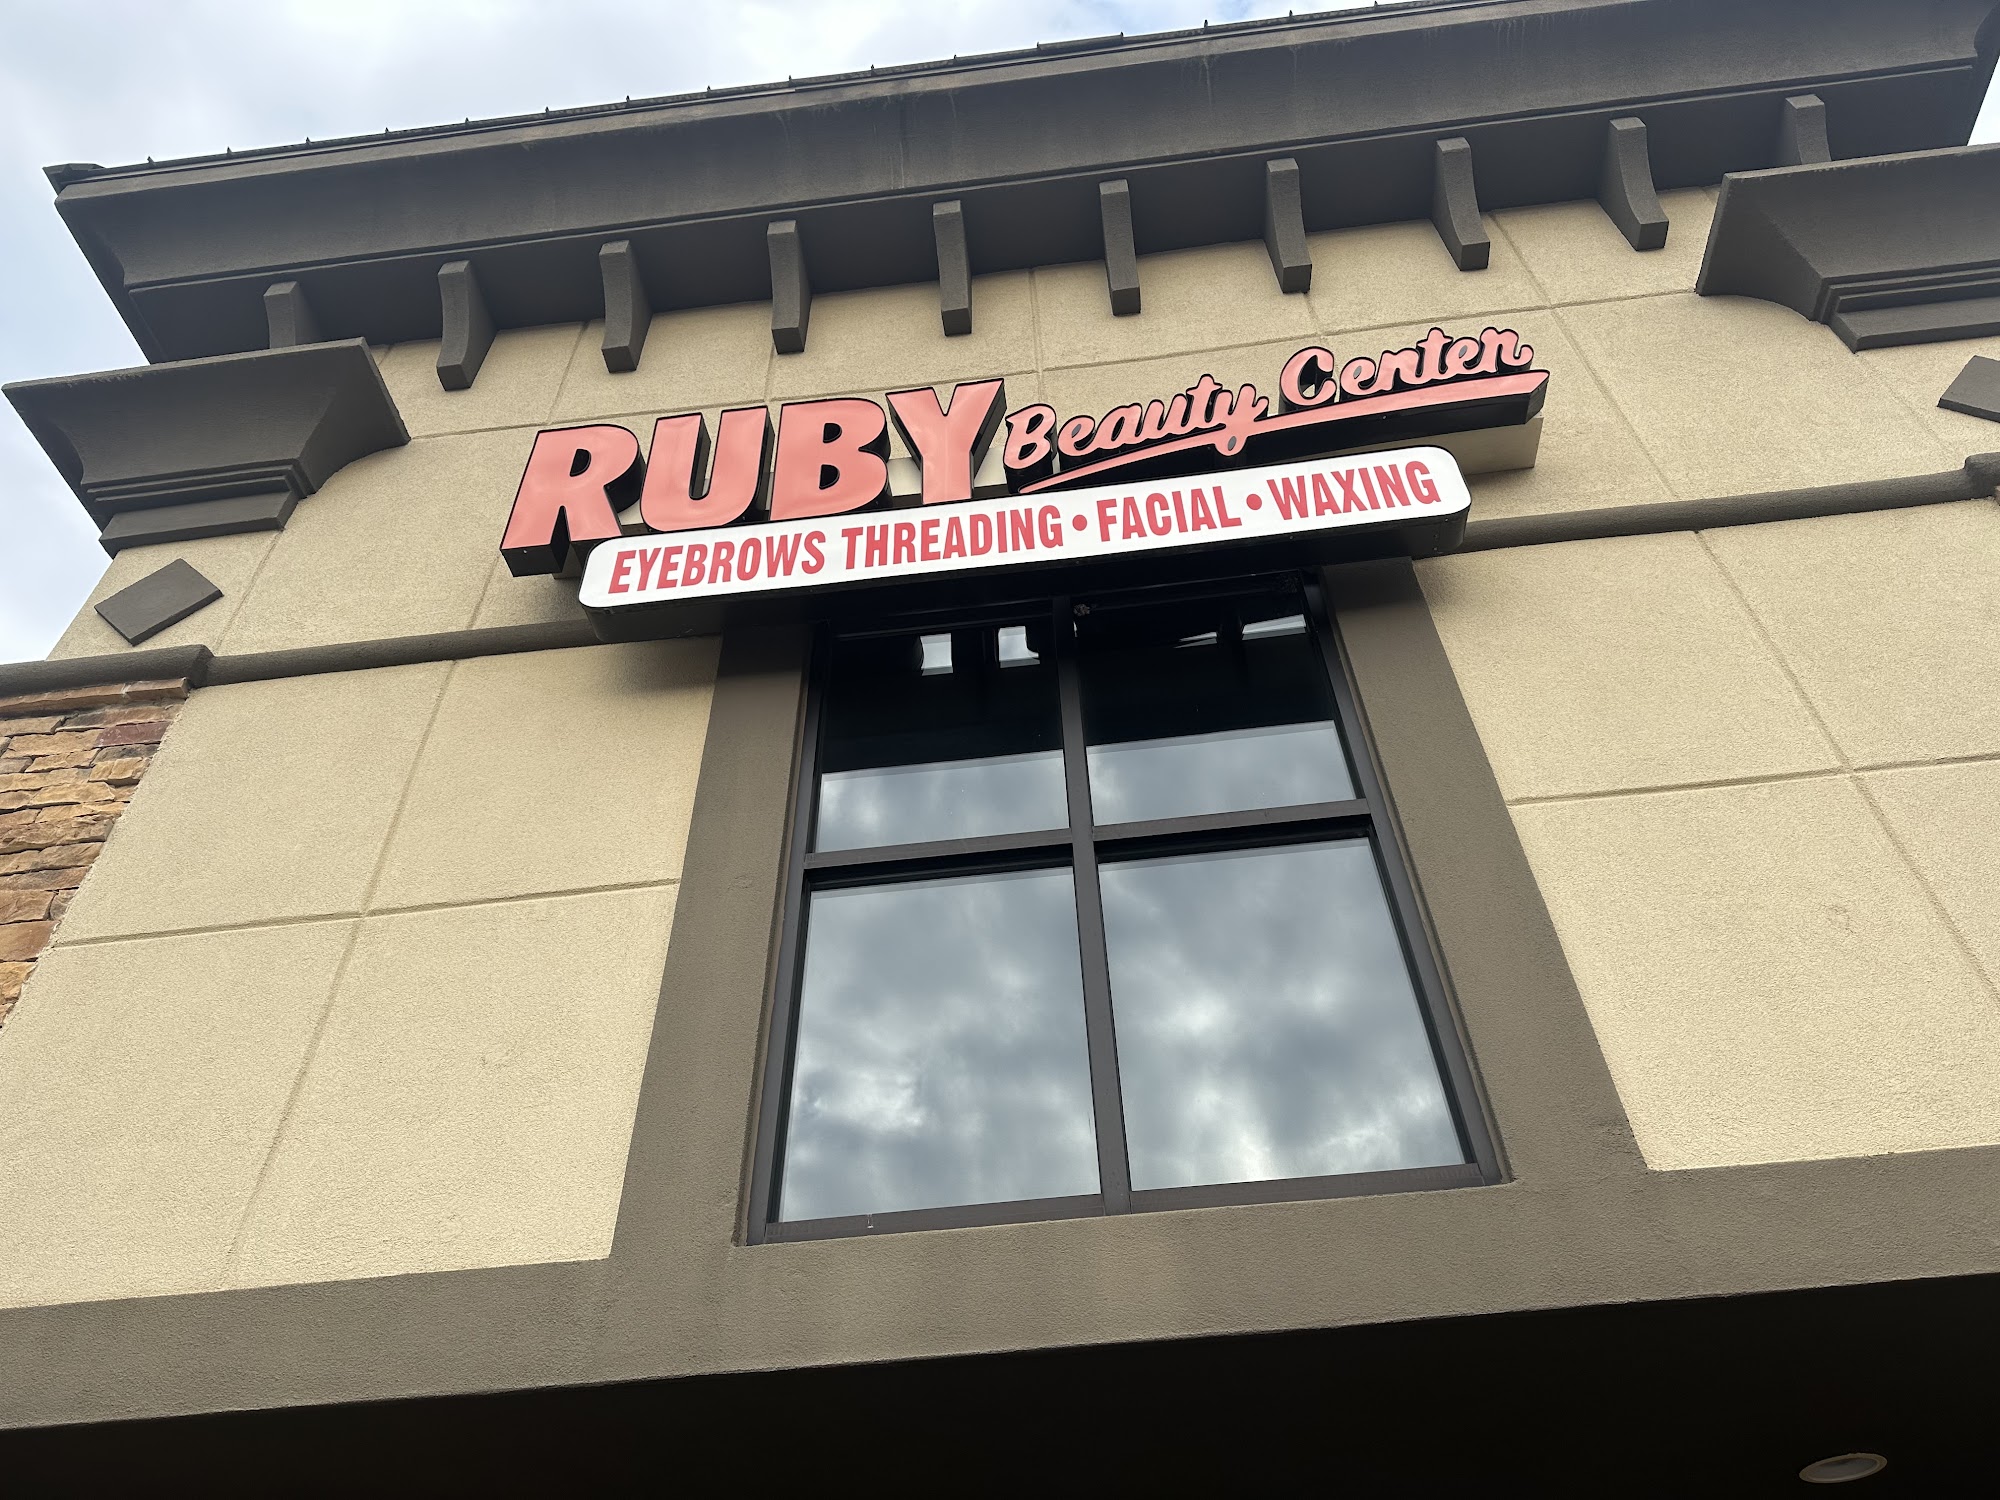 RUBY Beauty Center
EYEBROWS THREADING • FACIAL • WAXING